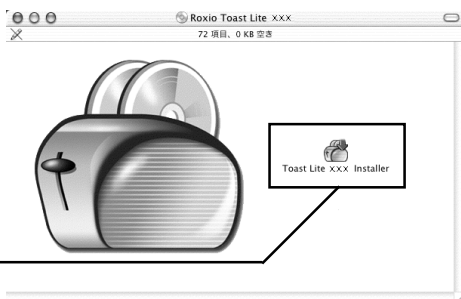 Roxio Toast Lite XXX
72 項目、0 KB 空き
Toast Lite XXX Installer